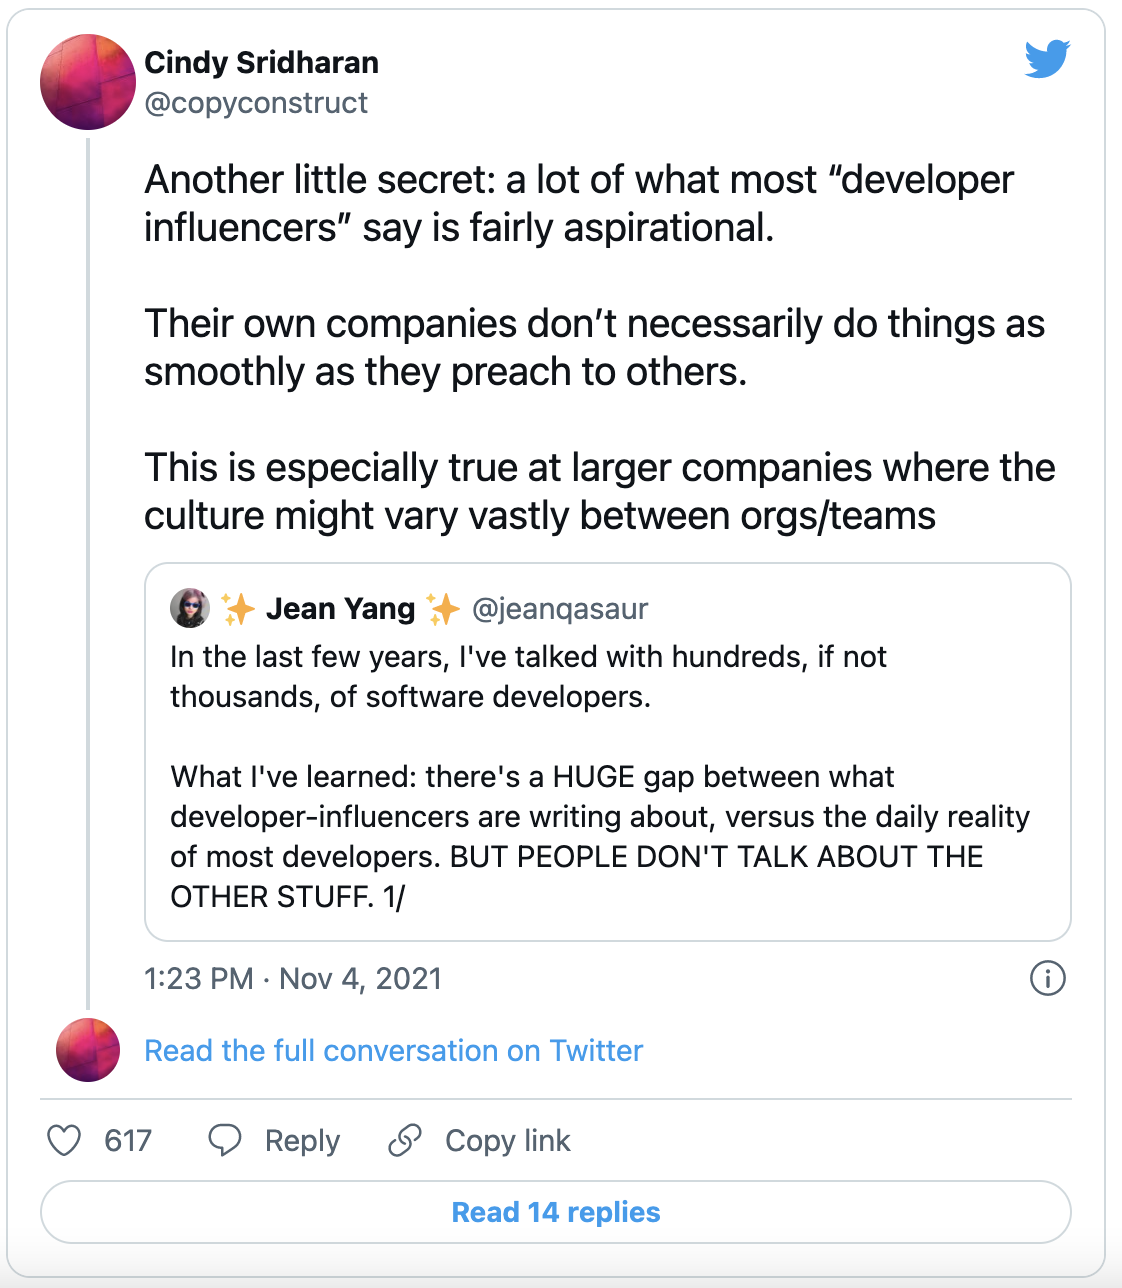 Cindy Sridharan
@copyconstruct
Another little secret: a lot of what most “developer
influencers” say is fairly aspirational.
Their own companies don’t necessarily do things as
smoothly as they preach to others.
This is especially true at larger companies where the
culture might vary vastly between orgs/teams
✨ Jean Yang ✨ @jeanqasaur
In the last few years, I've talked with hundreds, if not
thousands, of software developers.
What I've learned: there's a HUGE gap between what
developer-influencers are writing about, versus the daily reality
of most developers. BUT PEOPLE DON'T TALK ABOUT THE
OTHER STUFF. 1/
1:23 PM · Nov 4, 2021
Read the full conversation on Twitter
617 Reply Copy link
Read 14 replies